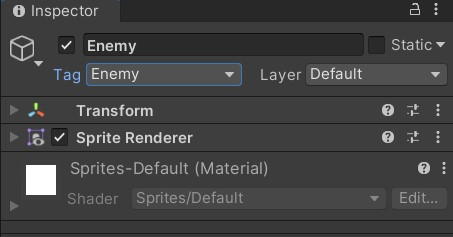 Inspector
Enemy
Static
Tag Enemy Layer Default
Transform
Sprite Renderer
Sprites-Default (Material)
Shader Sprites/Default Edit...